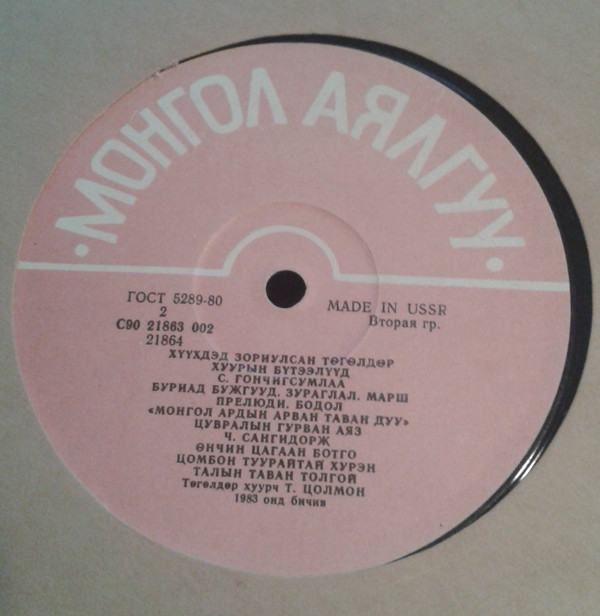 · МОНГОЛ АЯЛГУУ ·
ГОСТ 5289-80
2
С90 21863 002
21864
MADE IN USSR
Вторая гр.
ХҮҮХДЭД ЗОРИУЛСАН ТӨГӨЛДӨР
ХУУРЫН БҮТЭЭЛҮҮД
С. ГОНЧИГСУМЛАА
БУРИАД БУЖГУУД. ЗУРАГЛАЛ. МАРШ
ПРЕЛЮДИ. БОДОЛ
«МОНГОЛ АРДЫН АРВАН ТАВАН ДУУ»
ЦУВРАЛЫН ГУРВАН АЯЗ
Ч. САНГИДОРЖ
ӨНЧИН ЦАГААН БОТГО
ЦОМБОН ТУУРАЙТАЙ ХҮРЭН
ТАЛЫН ТАВАН ТОЛГОЙ
Төгөлдөр хуурч Т. ЦОЛМОН
1983 онд бичив